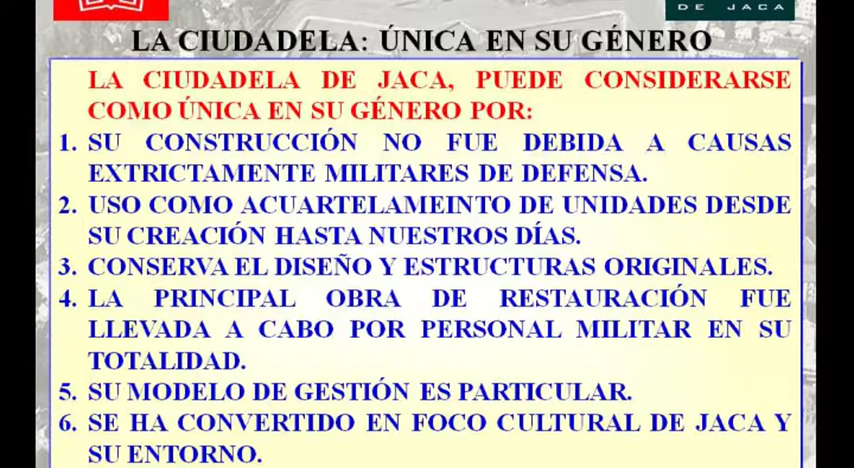 DE JACA
LA CIUDADELA: ÚNICA EN SU GÉNERO
LA CIUDADELA DE JACA, PUEDE CONSIDERARSE
COMO ÚNICA EN SU GÉNERO POR:
1. SU CONSTRUCCIÓN NO FUE DEBIDA A CAUSAS
EXTRICTAMENTE MILITARES DE DEFENSA.
2. USO COMO ACUARTELAMEINTO DE UNIDADES DESDE
SU CREACIÓN HASTA NUESTROS DÍAS.
3. CONSERVA EL DISEÑO Y ESTRUCTURAS ORIGINALES.
4. LA PRINCIPAL OBRA DE RESTAURACIÓN FUE
LLEVADA A CABO POR PERSONAL MILITAR EN SU
TOTALIDAD.
5. SU MODELO DE GESTIÓN ES PARTICULAR.
6. SE HA CONVERTIDO EN FOCO CULTURAL DE JACA Y
SU ENTORNO.